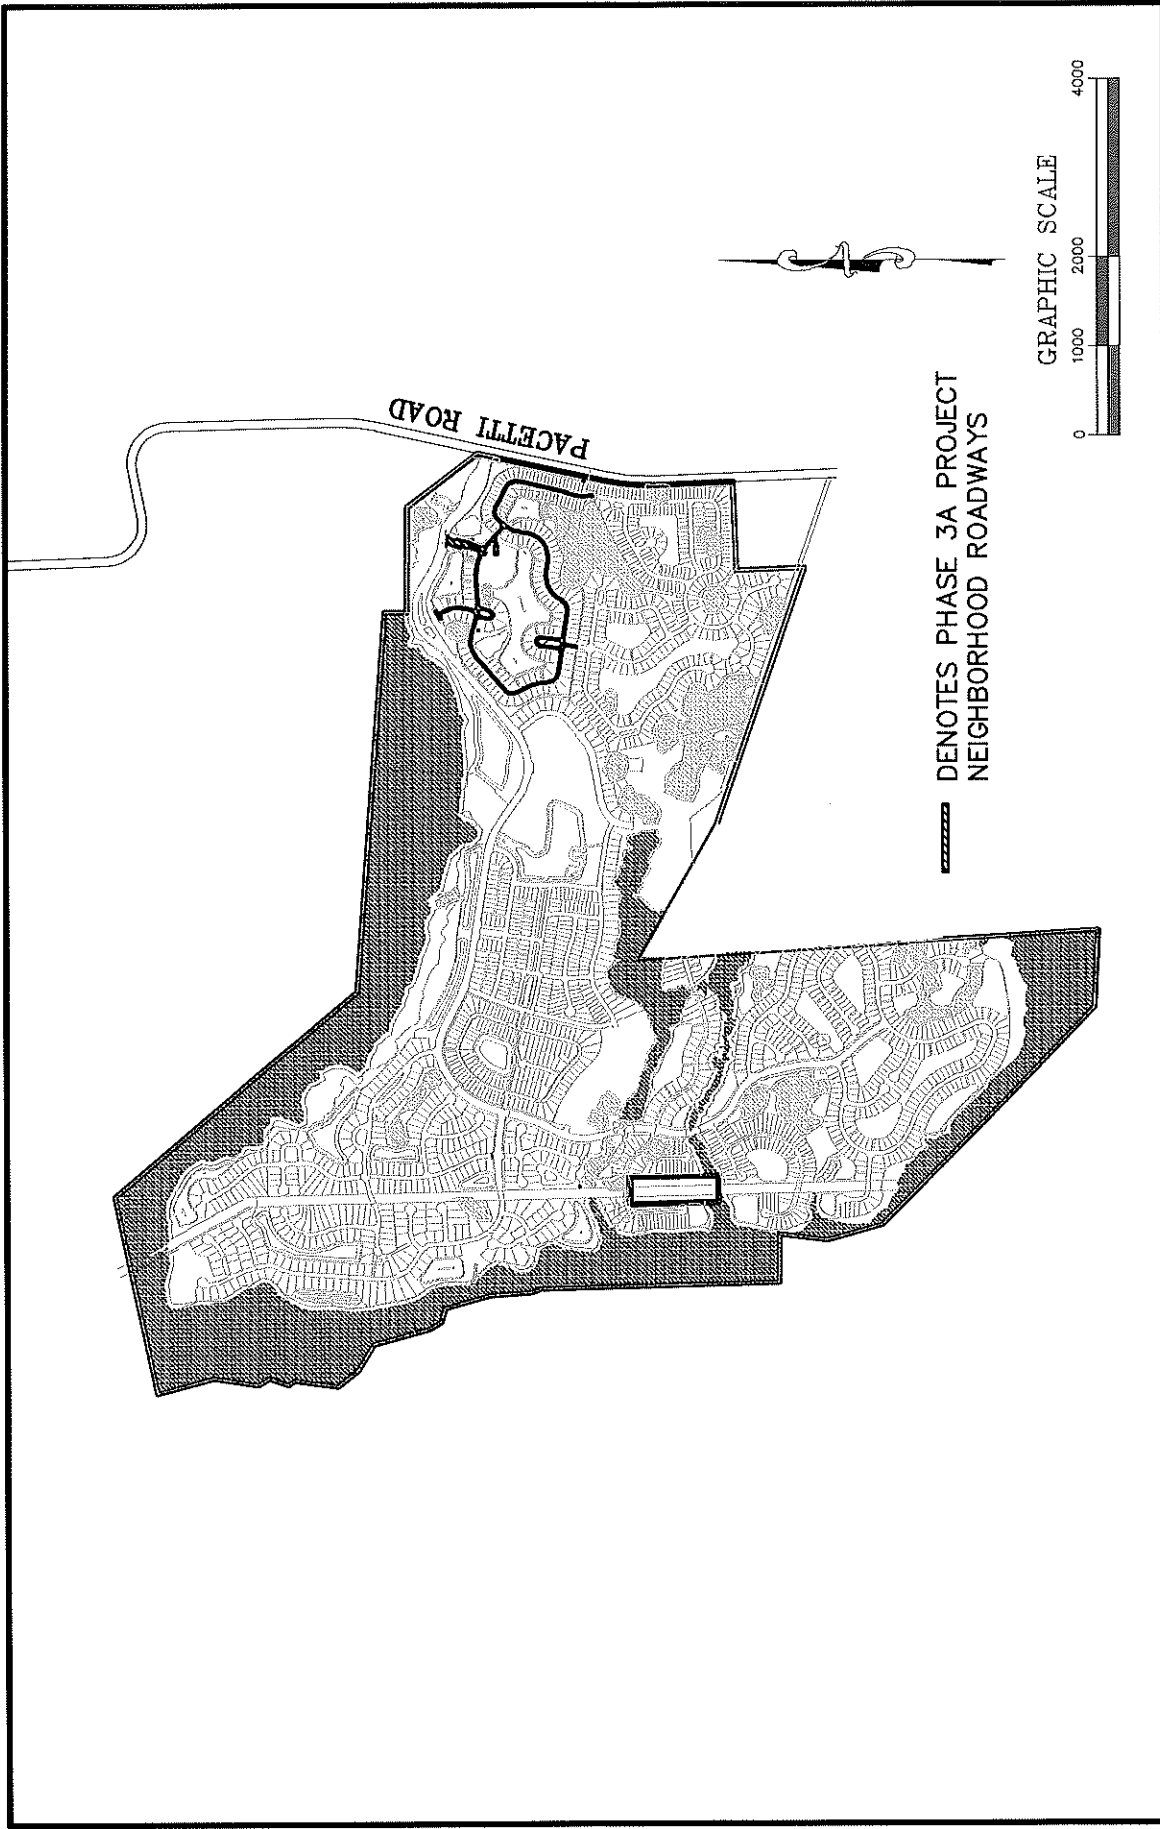 PACETTI ROAD
N
GRAPHIC SCALE
0 1000 2000 4000
DENOTES PHASE 3A PROJECT
NEIGHBORHOOD ROADWAYS